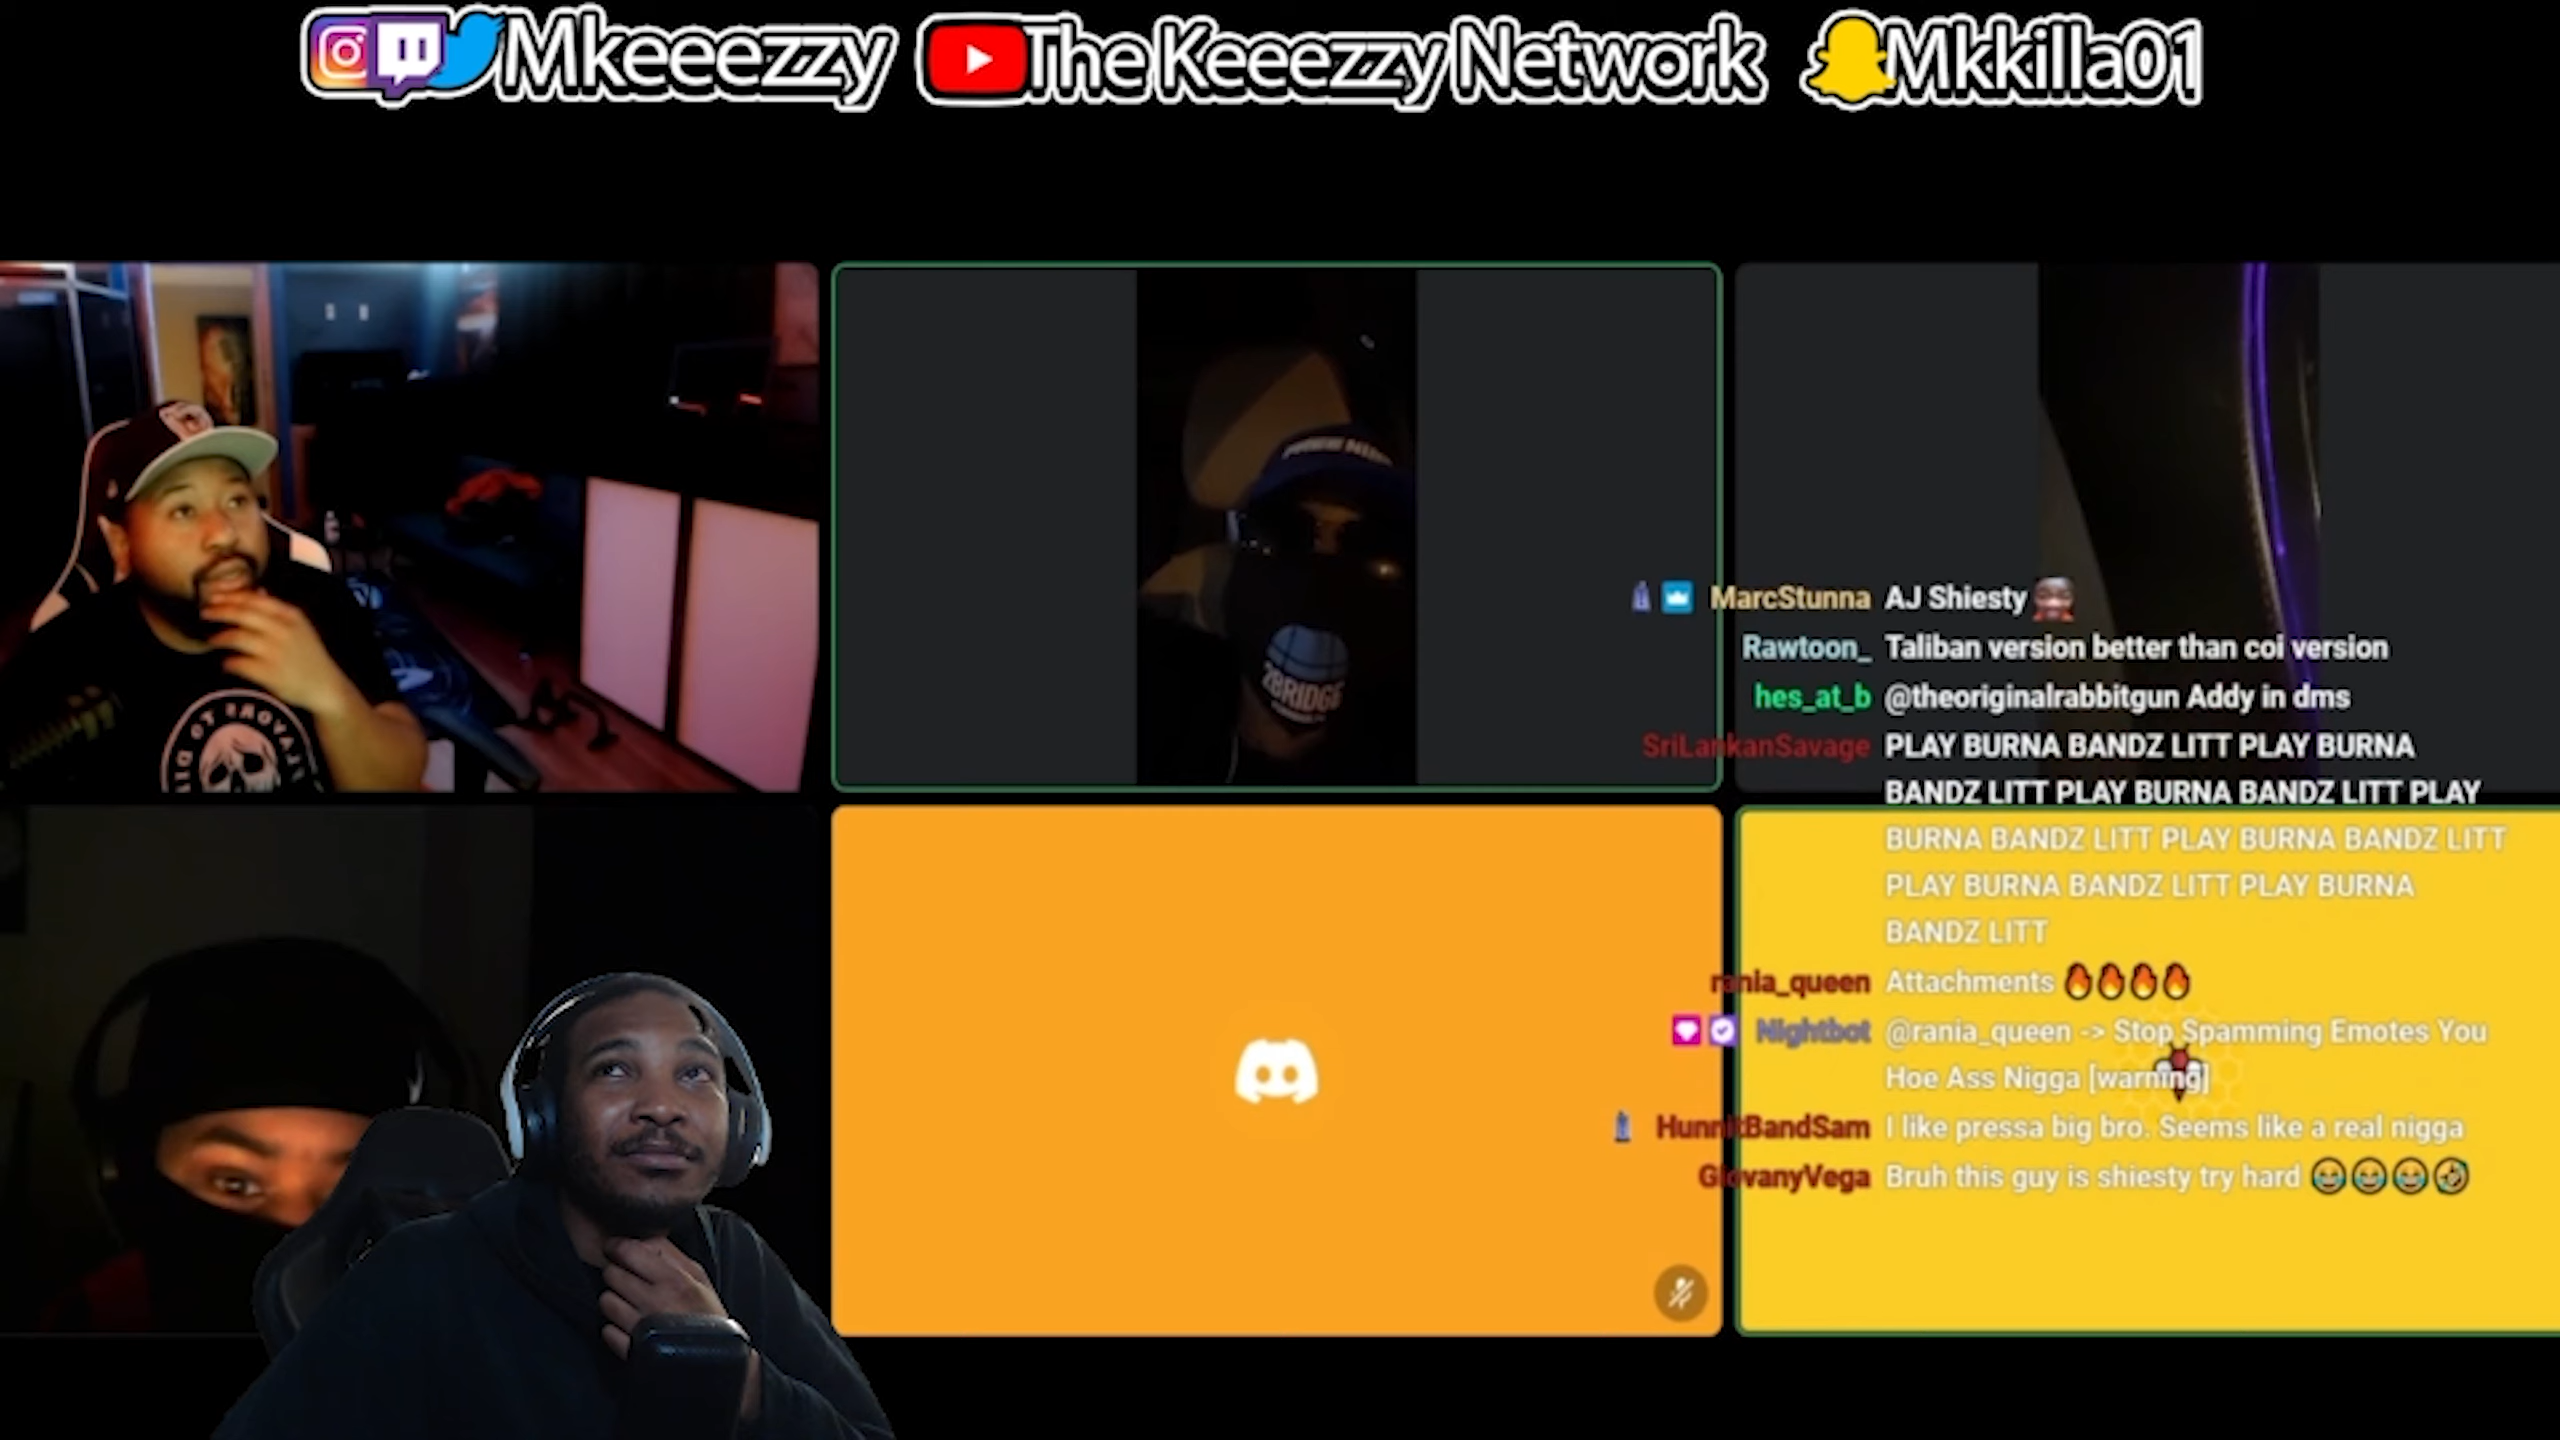 Mkeeezzy The Keeezzy Network Mkkilla01
2BRIDGE
MarcStunna AJ Shiesty
Rawtoon_ Taliban version better than coi version
hes_at_b @theoriginalrabbitgun Addy in dms
SriLankanSavage PLAY BURNA BANDZ LITT PLAY BURNA
BANDZ LITT PLAY BURNA BANDZ LITT PLAY
BURNA BANDZ LITT PLAY BURNA BANDZ LITT
PLAY BURNA BANDZ LITT PLAY BURNA
BANDZ LITT
rania_queen Attachments 🔥🔥🔥🔥
Nightbot @rania_queen -> Stop Spamming Emotes You
Hoe Ass Nigga [warning]
HunnitBandSam I like pressa big bro. Seems like a real nigga
GiovanyVega Bruh this guy is shiesty try hard 😂😂😂🤣